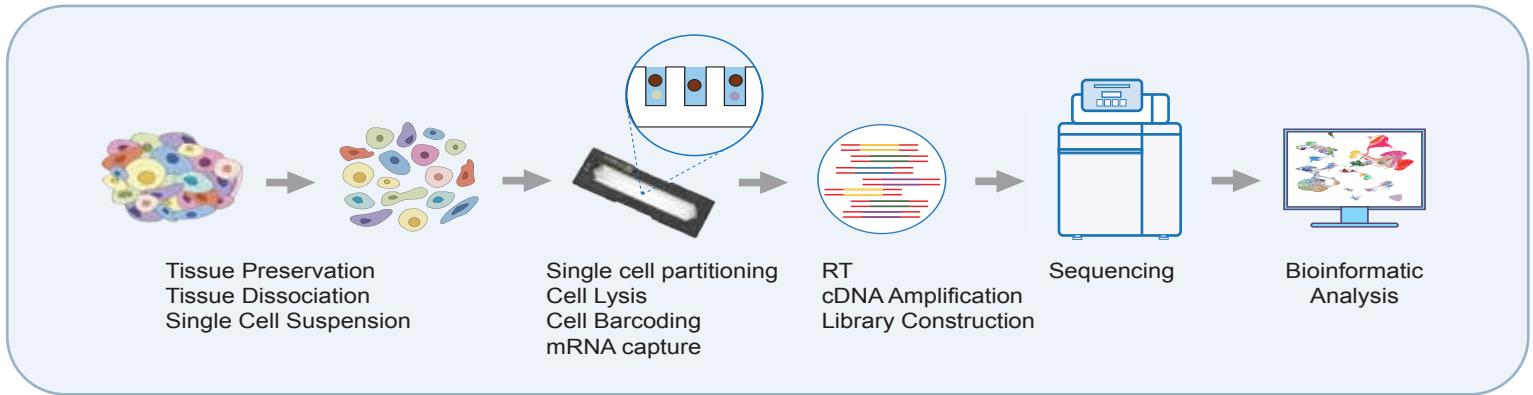 Tissue Preservation
Tissue Dissociation
Single Cell Suspension
Single cell partitioning
Cell Lysis
Cell Barcoding
mRNA capture
RT
cDNA Amplification
Library Construction
Sequencing
Bioinformatic
Analysis